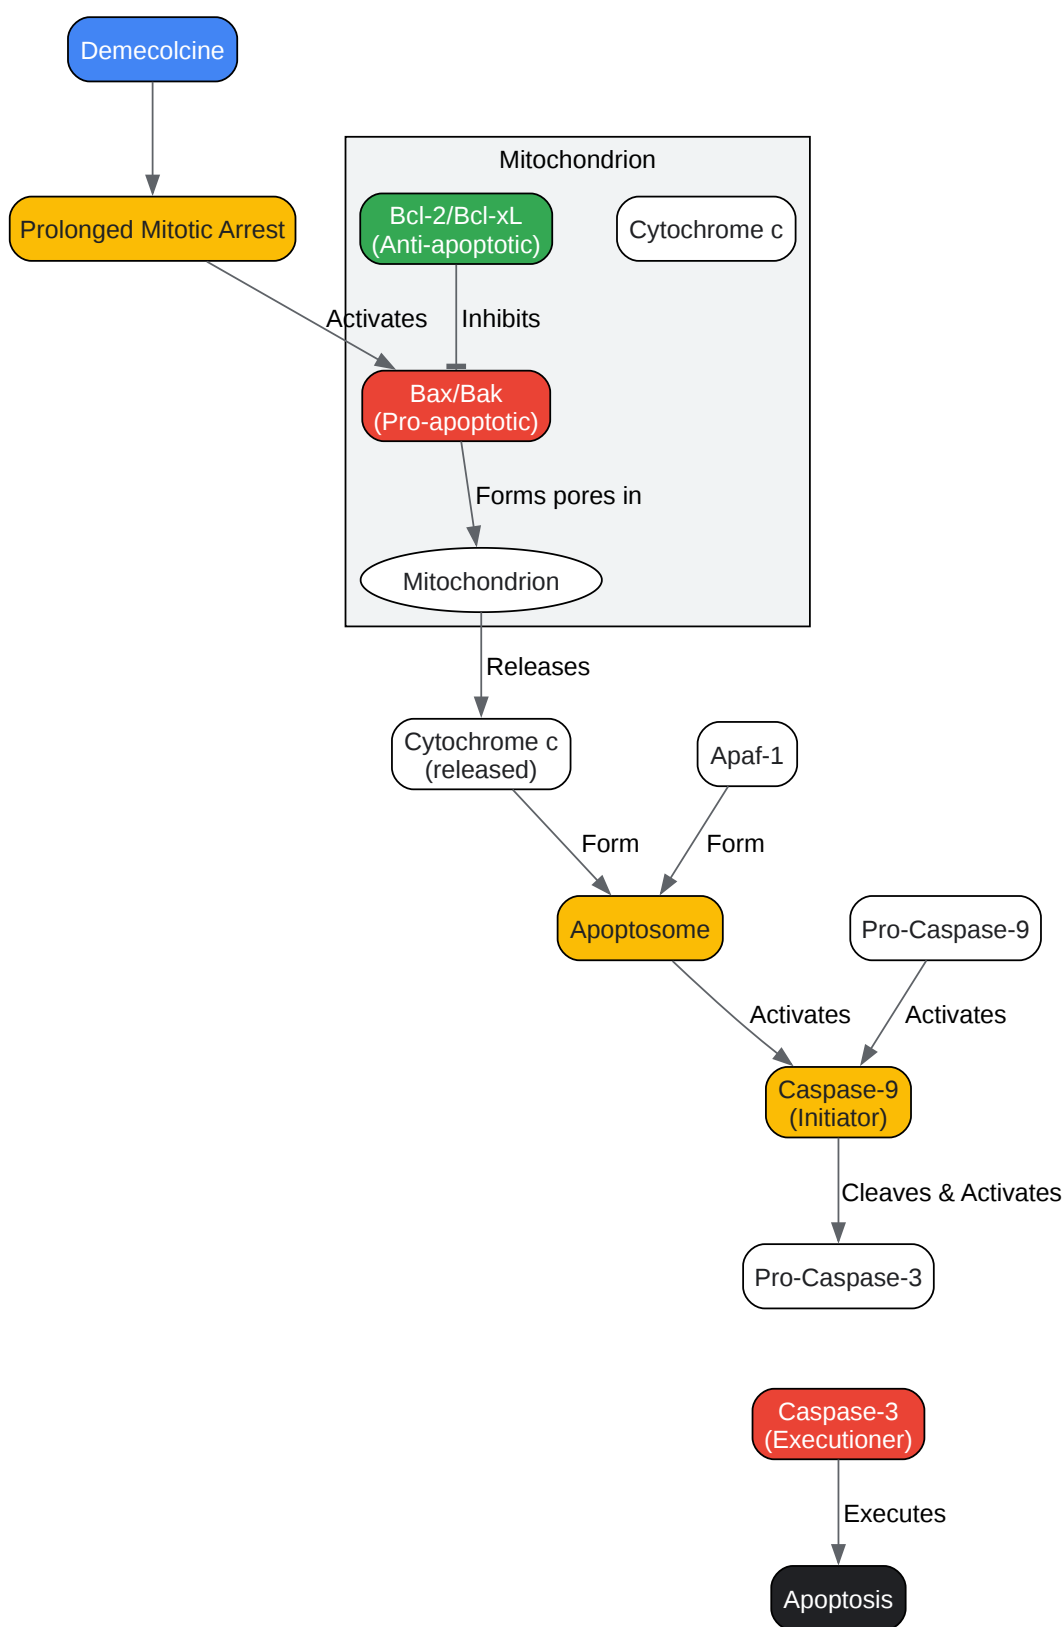 Demecolcine
Mitochondrion
Prolonged Mitotic Arrest
Bcl-2/Bcl-xL
(Anti-apoptotic)
Cytochrome c
Activates
Inhibits
Bax/Bak
(Pro-apoptotic)
Forms pores in
Mitochondrion
Releases
Cytochrome c
(released)
Apaf-1
Form
Form
Apoptosome
Pro-Caspase-9
Activates
Activates
Caspase-9
(Initiator)
Cleaves & Activates
Pro-Caspase-3
Caspase-3
(Executioner)
Executes
Apoptosis